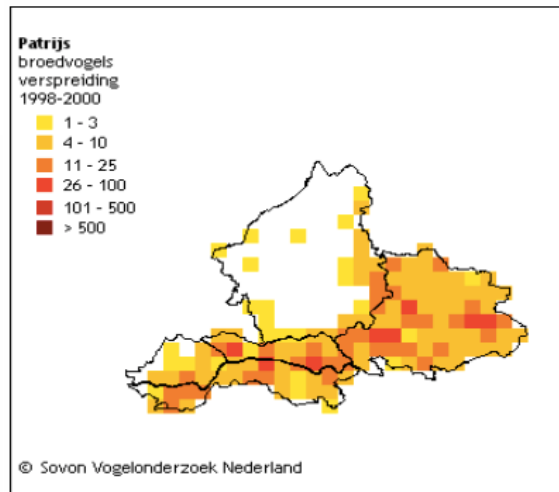 Patrijs
broedvogels
verspreiding
1998-2000
1 - 3
4 - 10
11 - 25
26 - 100
101 - 500
> 500
© Sovon Vogelonderzoek Nederland